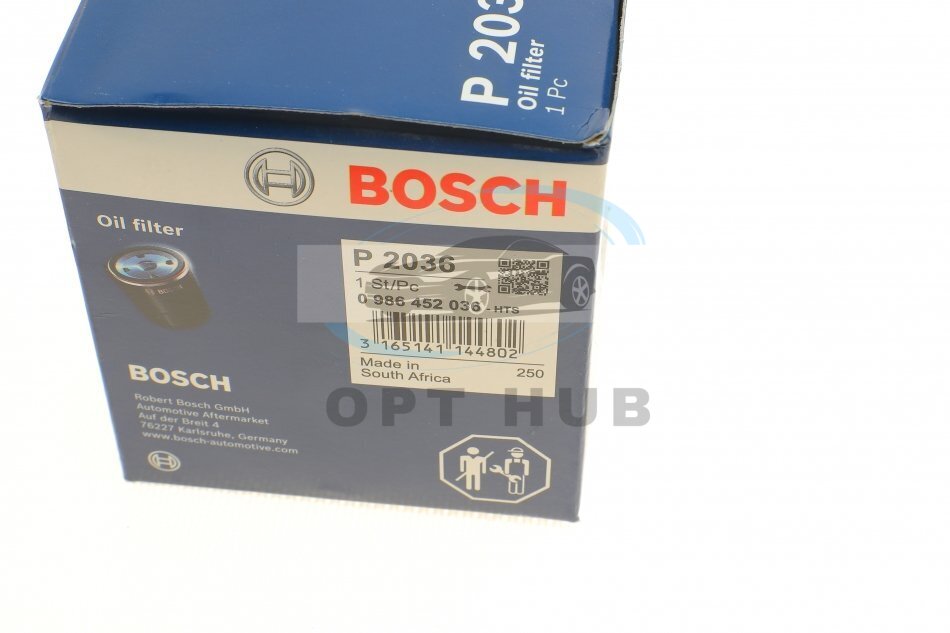 P 203
Oil filter
1 Pc
BOSCH
Oil filter
P 2036
1 St/Pc
0 986 452 036 - HTS
3 165141 144802
Made in
South Africa
250
OPT HUB
BOSCH
Robert Bosch GmbH
Automotive Aftermarket
Auf der Breit 4
76227 Karlsruhe, Germany
www.bosch-automotive.com